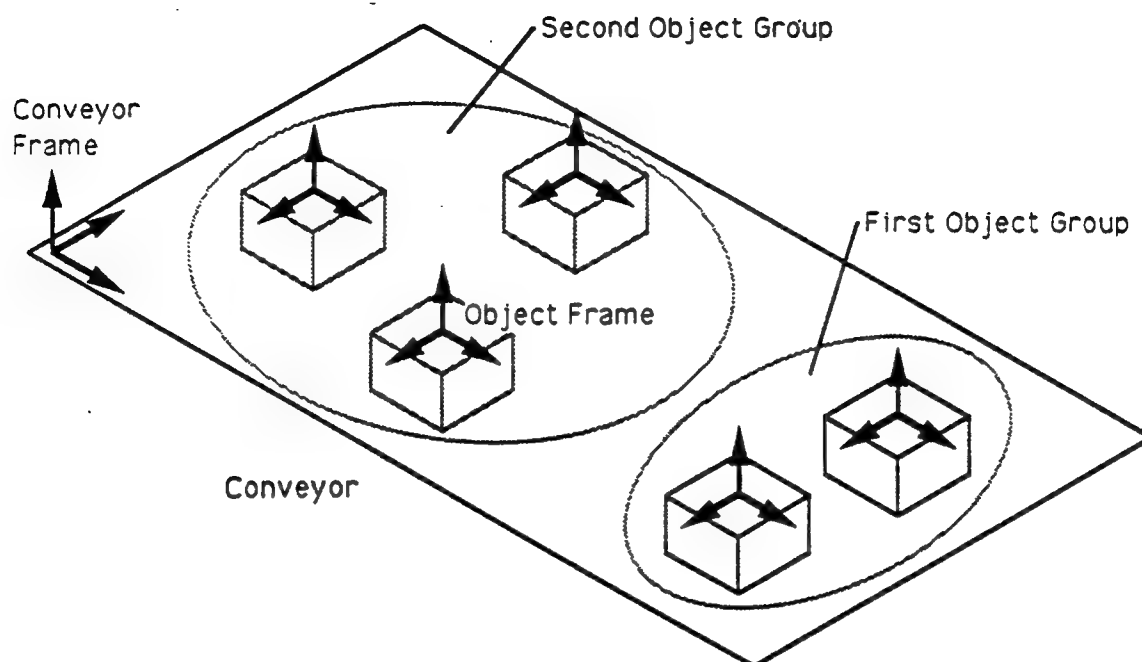 Second Object Group
Conveyor
Frame
First Object Group
Object Frame
Conveyor